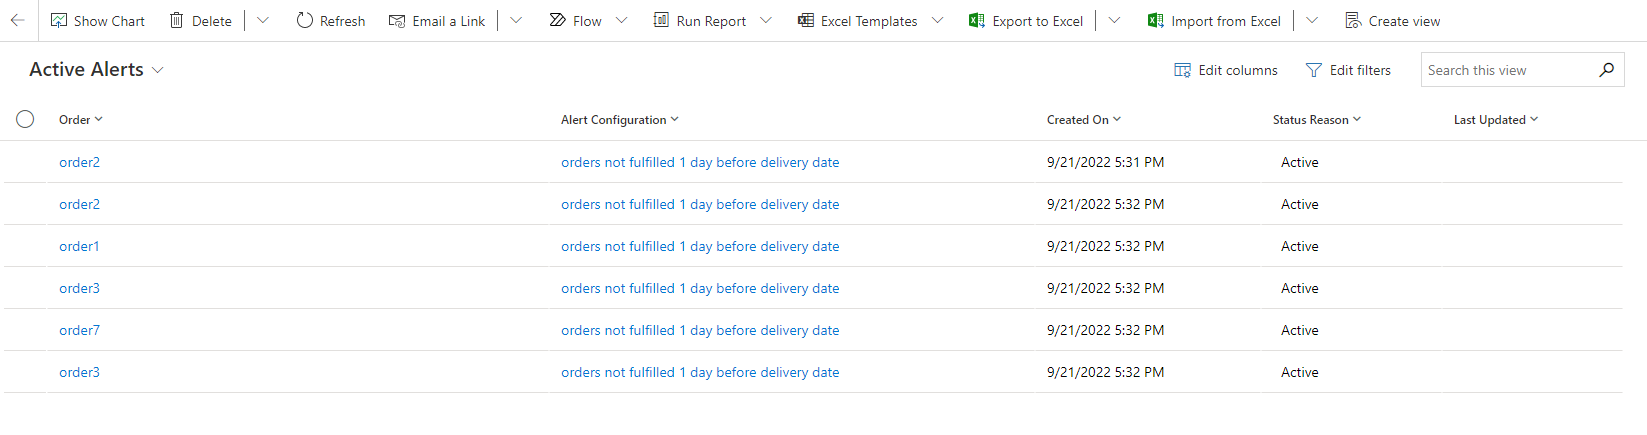 Show Chart Delete Refresh Email a Link Flow Run Report Excel Templates Export to Excel Import from Excel Create view
Active Alerts Edit columns Edit filters Search this view
Order Alert Configuration Created On Status Reason Last Updated
order2 orders not fulfilled 1 day before delivery date 9/21/2022 5:31 PM Active
order2 orders not fulfilled 1 day before delivery date 9/21/2022 5:32 PM Active
order1 orders not fulfilled 1 day before delivery date 9/21/2022 5:32 PM Active
order3 orders not fulfilled 1 day before delivery date 9/21/2022 5:32 PM Active
order7 orders not fulfilled 1 day before delivery date 9/21/2022 5:32 PM Active
order3 orders not fulfilled 1 day before delivery date 9/21/2022 5:32 PM Active